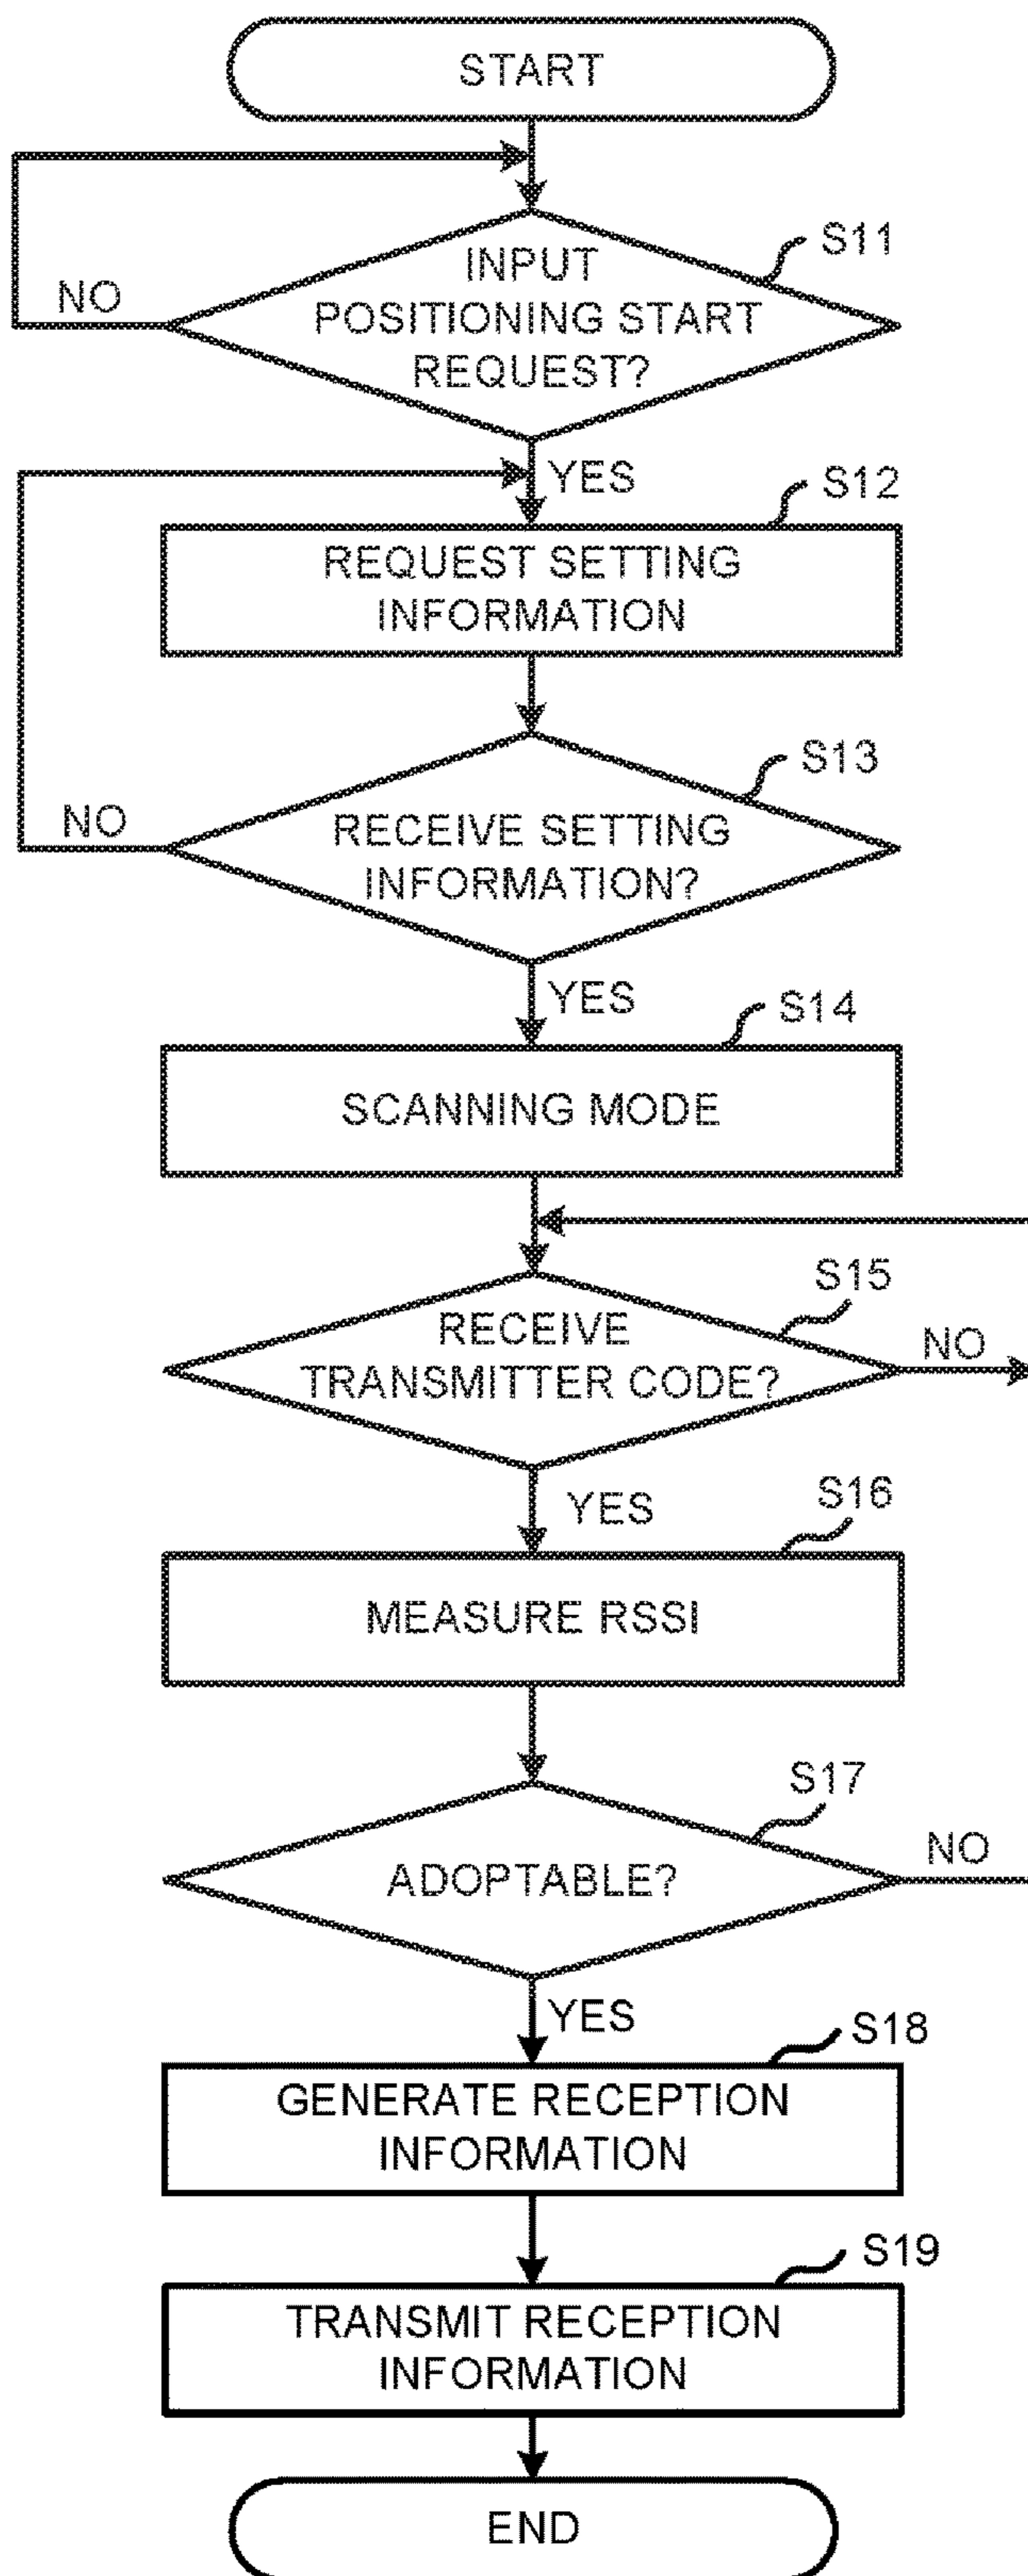 START
S11
INPUT
POSITIONING START
REQUEST?
NO
YES
S12
REQUEST SETTING
INFORMATION
S13
RECEIVE SETTING
INFORMATION?
NO
YES
S14
SCANNING MODE
S15
RECEIVE
TRANSMITTER CODE?
NO
YES
S16
MEASURE RSSI
S17
ADOPTABLE?
NO
YES
S18
GENERATE RECEPTION
INFORMATION
S19
TRANSMIT RECEPTION
INFORMATION
END